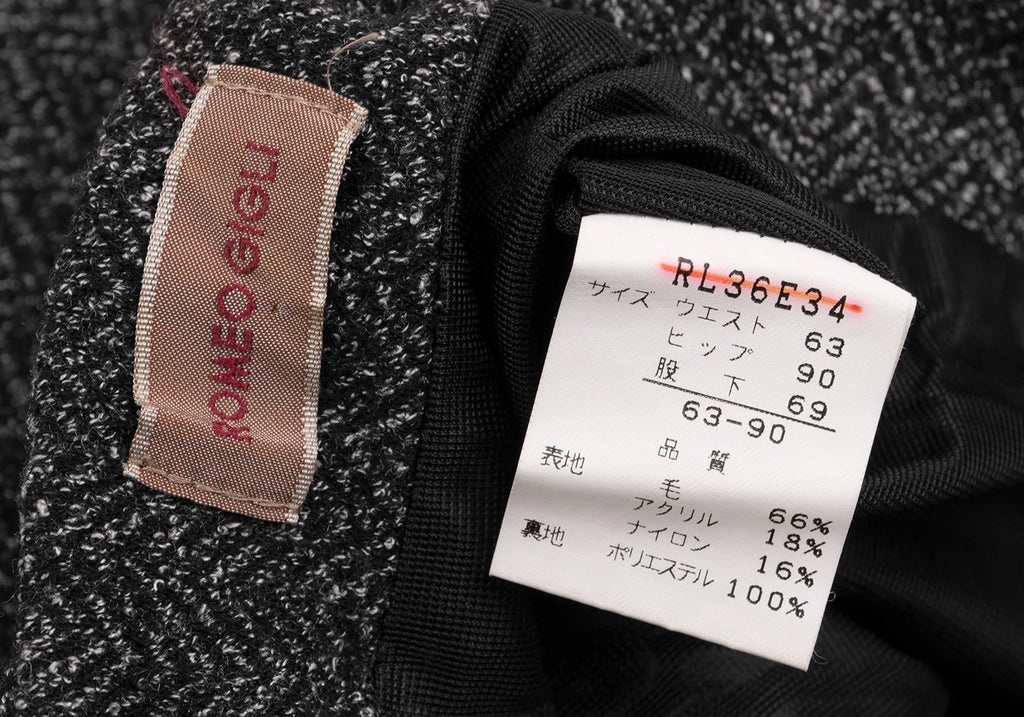 ROMEO GIGLI
RL36E34
サイズ ウエスト 63
ヒップ 90
股下 69
63-90
品質
表地 毛 66%
アクリル 18%
ナイロン 16%
裏地 ポリエステル 100%